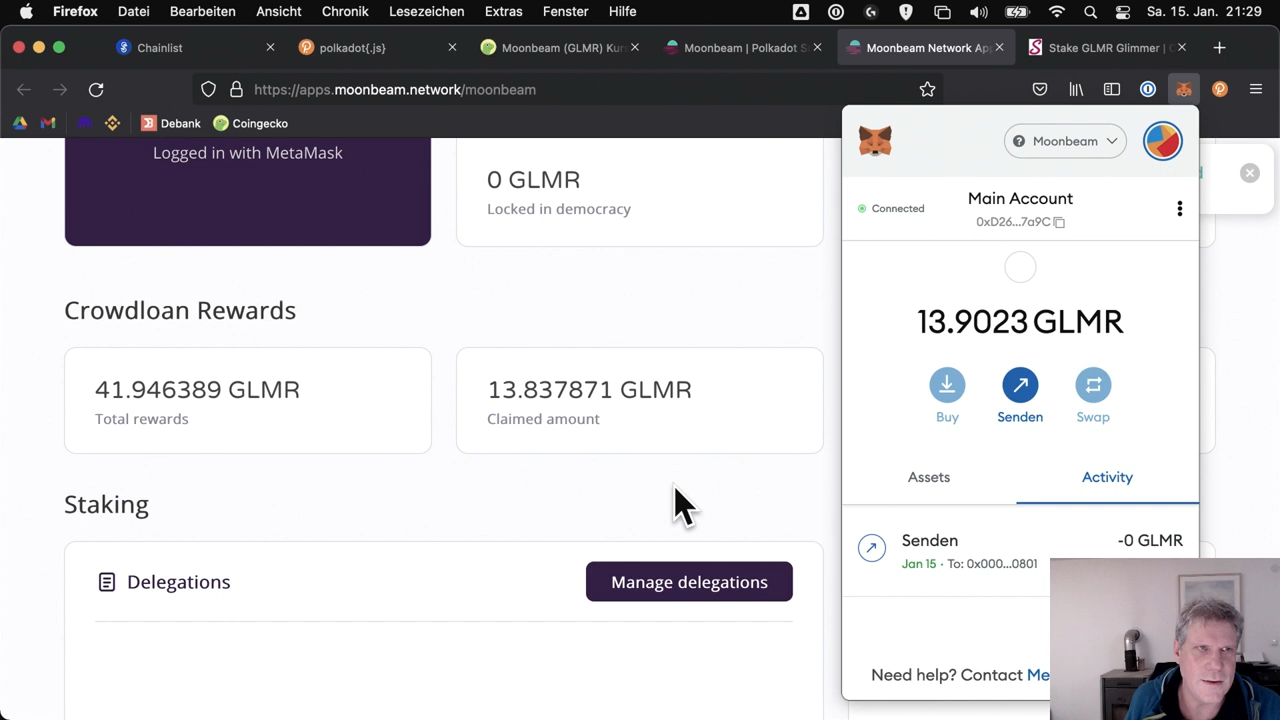 Firefox Datei Bearbeiten Ansicht Chronik Lesezeichen Extras Fenster Hilfe Sa. 15. Jan. 21:29
Chainlist polkadot{.js} Moonbeam (GLMR) Kur Moonbeam | Polkadot S Moonbeam Network Ap Stake GLMR Glimmer |
https://apps.moonbeam.network/moonbeam
Debank Coingecko
Logged in with MetaMask
0 GLMR
Locked in democracy
Crowdloan Rewards
41.946389 GLMR
Total rewards
13.837871 GLMR
Claimed amount
Staking
Delegations
Manage delegations
Moonbeam
Connected
Main Account
0xD26...7a9C
13.9023 GLMR
Buy
Senden
Swap
Assets
Activity
Senden -0 GLMR
Jan 15 · To: 0x000...0801
Need help? Contact Me